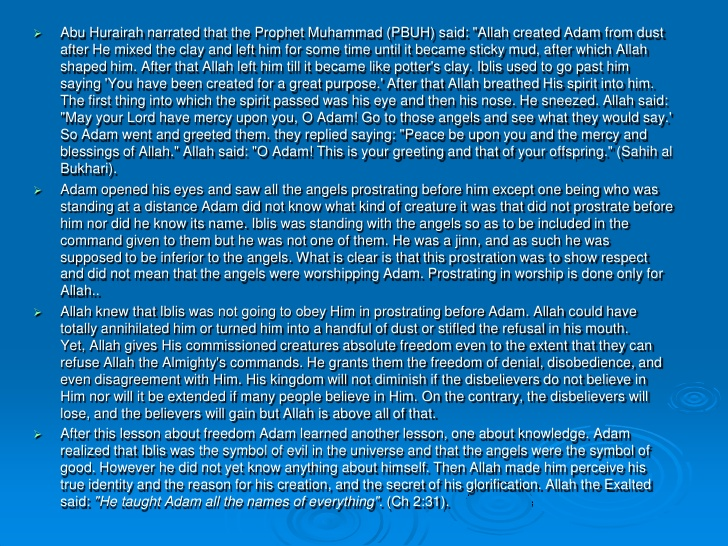 Abu Hurairah narrated that the Prophet Muhammad (PBUH) said: "Allah created Adam from dust
after He mixed the clay and left him for some time until it became sticky mud, after which Allah
shaped him. After that Allah left him till it became like potter's clay. Iblis used to go past him
saying 'You have been created for a great purpose.' After that Allah breathed His spirit into him.
The first thing into which the spirit passed was his eye and then his nose. He sneezed. Allah said:
"May your Lord have mercy upon you, O Adam! Go to those angels and see what they would say.'
So Adam went and greeted them. they replied saying: "Peace be upon you and the mercy and
blessings of Allah." Allah said: "O Adam! This is your greeting and that of your offspring." (Sahih al
Bukhari).
Adam opened his eyes and saw all the angels prostrating before him except one being who was
standing at a distance Adam did not know what kind of creature it was that did not prostrate before
him nor did he know its name. Iblis was standing with the angels so as to be included in the
command given to them but he was not one of them. He was a jinn, and as such he was
supposed to be inferior to the angels. What is clear is that this prostration was to show respect
and did not mean that the angels were worshipping Adam. Prostrating in worship is done only for
Allah..
Allah knew that Iblis was not going to obey Him in prostrating before Adam. Allah could have
totally annihilated him or turned him into a handful of dust or stifled the refusal in his mouth.
Yet, Allah gives His commissioned creatures absolute freedom even to the extent that they can
refuse Allah the Almighty's commands. He grants them the freedom of denial, disobedience, and
even disagreement with Him. His kingdom will not diminish if the disbelievers do not believe in
Him nor will it be extended if many people believe in Him. On the contrary, the disbelievers will
lose, and the believers will gain but Allah is above all of that.
After this lesson about freedom Adam learned another lesson, one about knowledge. Adam
realized that Iblis was the symbol of evil in the universe and that the angels were the symbol of
good. However he did not yet know anything about himself. Then Allah made him perceive his
true identity and the reason for his creation, and the secret of his glorification. Allah the Exalted
said: "He taught Adam all the names of everything". (Ch 2:31).